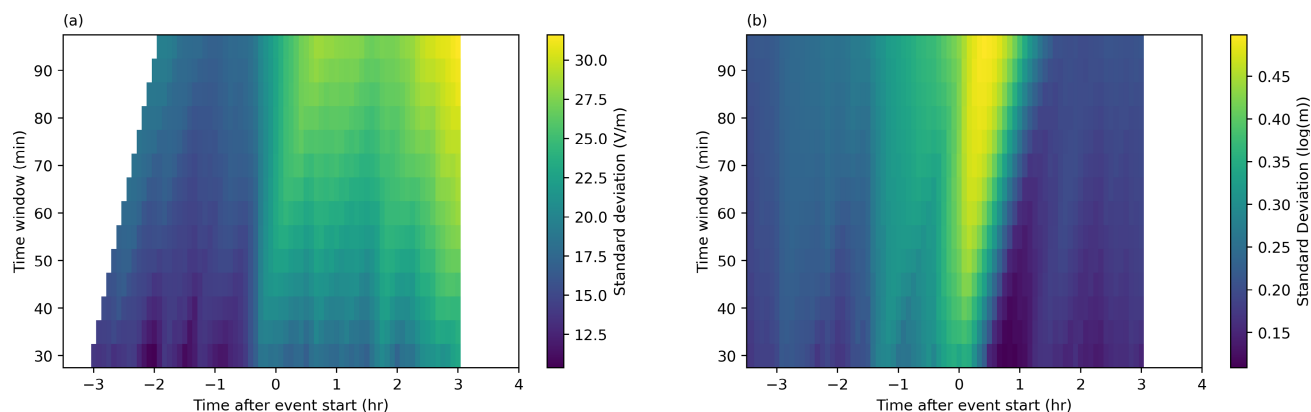 (a)
90
80
70
60
50
40
30
Time window (min)
−3 −2 −1 0 1 2 3 4
Time after event start (hr)
30.0
27.5
25.0
22.5
20.0
17.5
15.0
12.5
Standard deviation (V/m)
(b)
90
80
70
60
50
40
30
Time window (min)
−3 −2 −1 0 1 2 3 4
Time after event start (hr)
0.45
0.40
0.35
0.30
0.25
0.20
0.15
Standard Deviation (log(m))